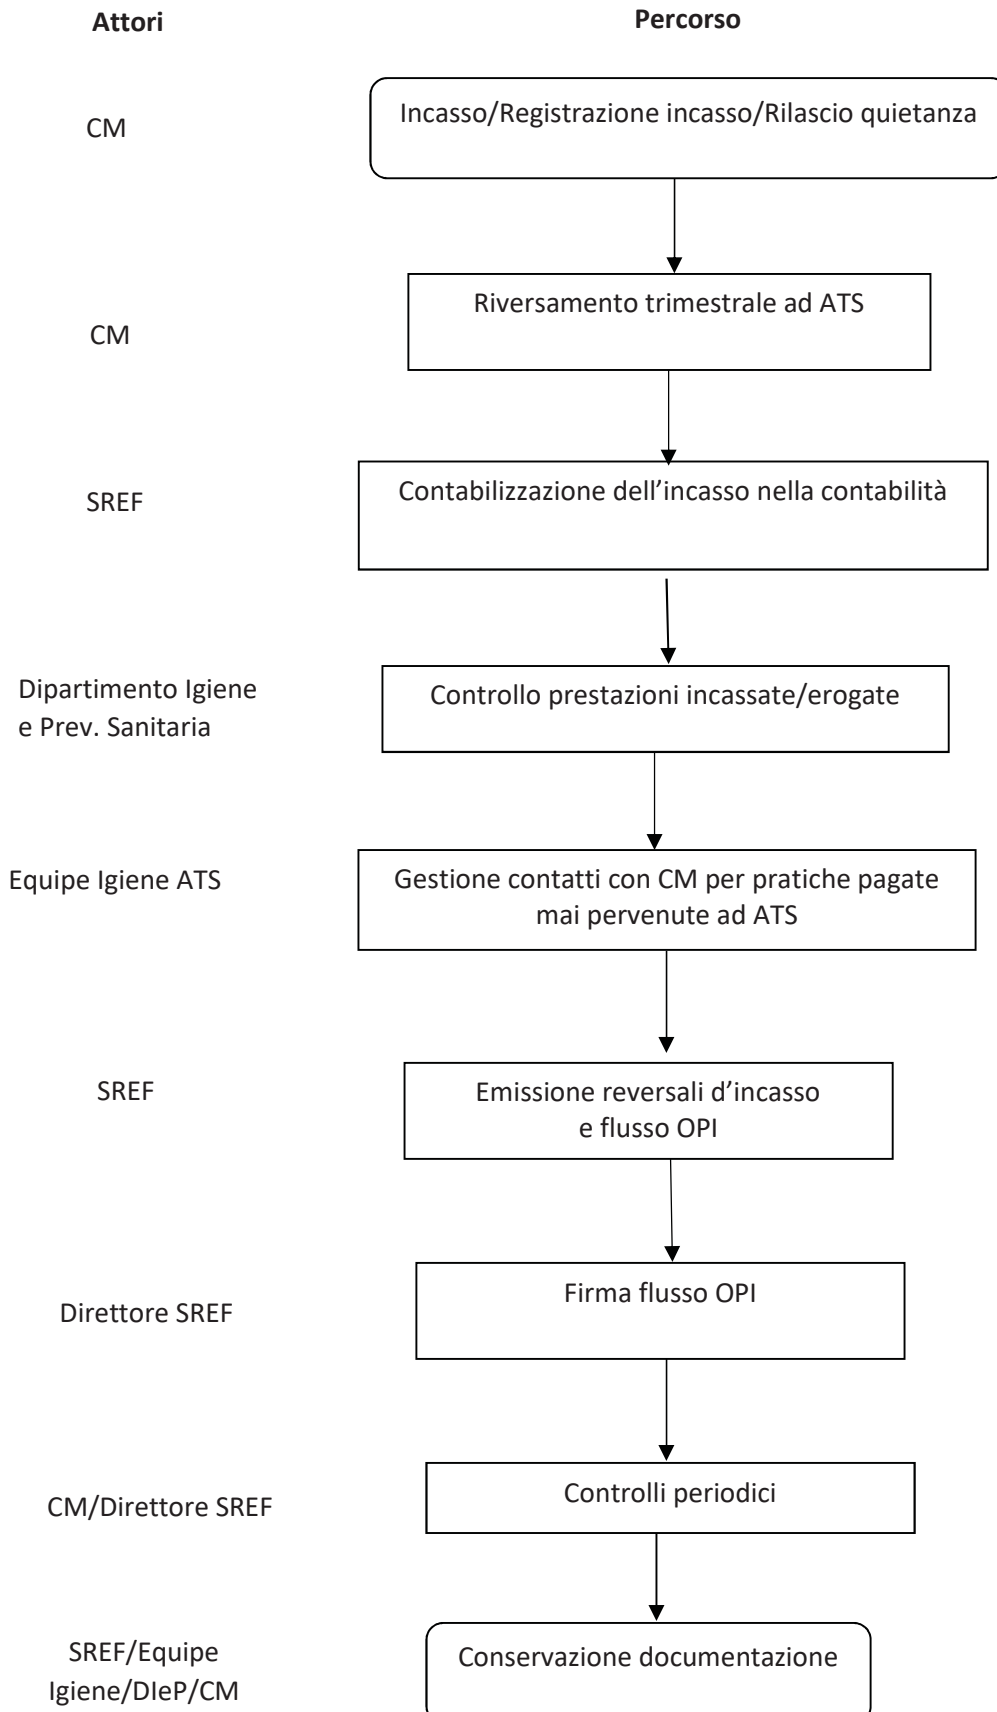 Attori
Percorso
CM
Incasso/Registrazione incasso/Rilascio quietanza
CM
Riversamento trimestrale ad ATS
SREF
Contabilizzazione dell’incasso nella contabilità
Dipartimento Igiene
e Prev. Sanitaria
Controllo prestazioni incassate/erogate
Equipe Igiene ATS
Gestione contatti con CM per pratiche pagate
mai pervenute ad ATS
SREF
Emissione reversali d’incasso
e flusso OPI
Direttore SREF
Firma flusso OPI
CM/Direttore SREF
Controlli periodici
SREF/Equipe
Igiene/DIeP/CM
Conservazione documentazione